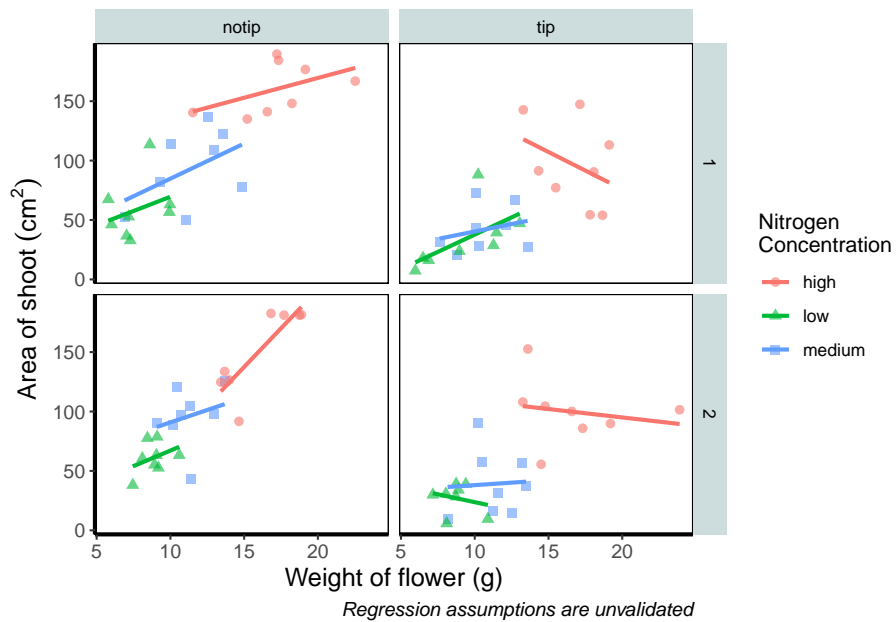 notip
tip
150
100
50
0
1
150
100
50
0
2
5
10
15
20
5
10
15
20
Area of shoot (cm²)
Weight of flower (g)
Regression assumptions are unvalidated
Nitrogen
Concentration
high
low
medium